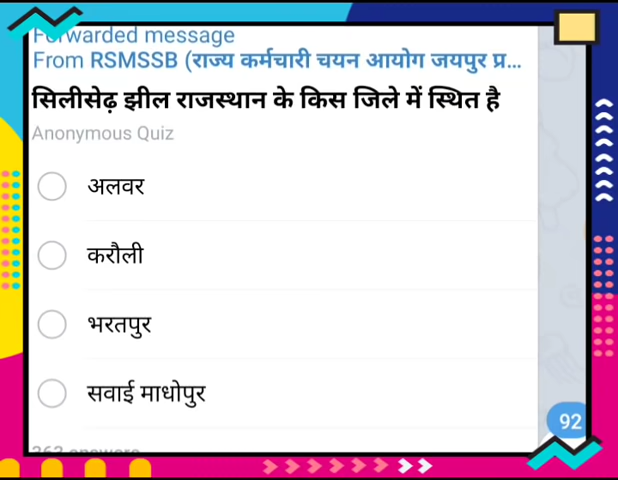 Forwarded message
From RSMSSB (राज्य कर्मचारी चयन आयोग जयपुर प्र...
सिलीसेढ़ झील राजस्थान के किस जिले में स्थित है
Anonymous Quiz
अलवर
करौली
भरतपुर
सवाई माधोपुर
92